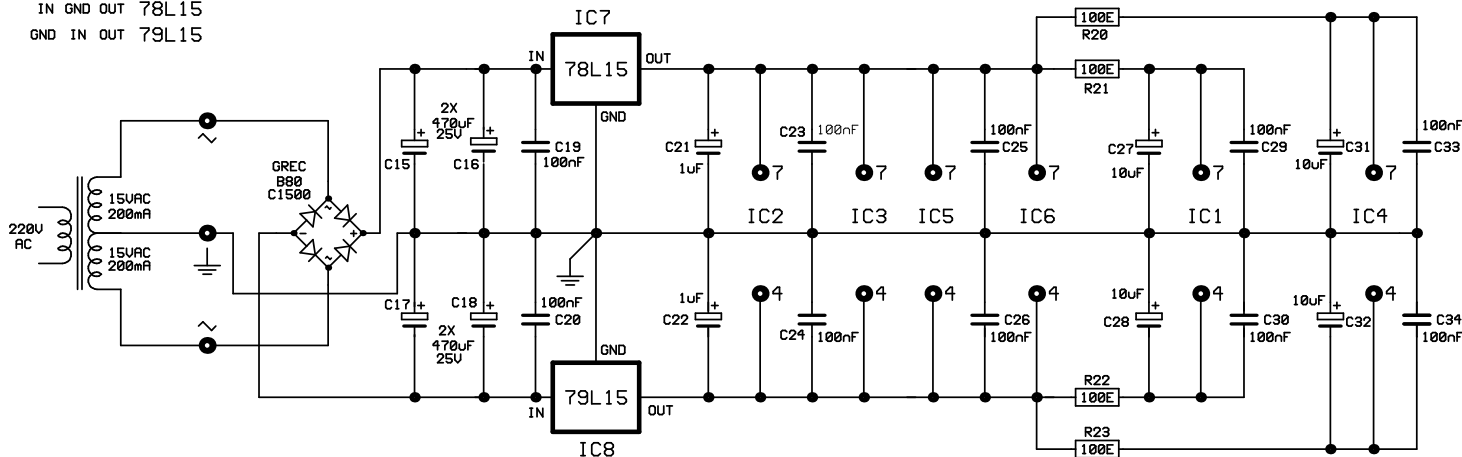 IN GND OUT 78L15
GND IN OUT 79L15
IC7
IN
78L15
OUT
GND
100E
R20
100E
R21
2X
470uF
25V
C15
C16
C19
100nF
C21
1uF
C23
100nF
7
7
7
100nF
C25
7
C27
10uF
7
100nF
C29
C31
10uF
7
100nF
C33
GREC
B80
C1500
~
~
-
+
~
~
220V
AC
15VAC
200mA
15VAC
200mA
IC2
IC3
IC5
IC6
IC1
IC4
C17
2X
470uF
25V
C18
100nF
C20
1uF
C22
4
C24
100nF
4
4
C26
100nF
4
10uF
C28
4
C30
100nF
10uF
C32
4
C34
100nF
GND
IN
79L15
OUT
IC8
R22
100E
R23
100E